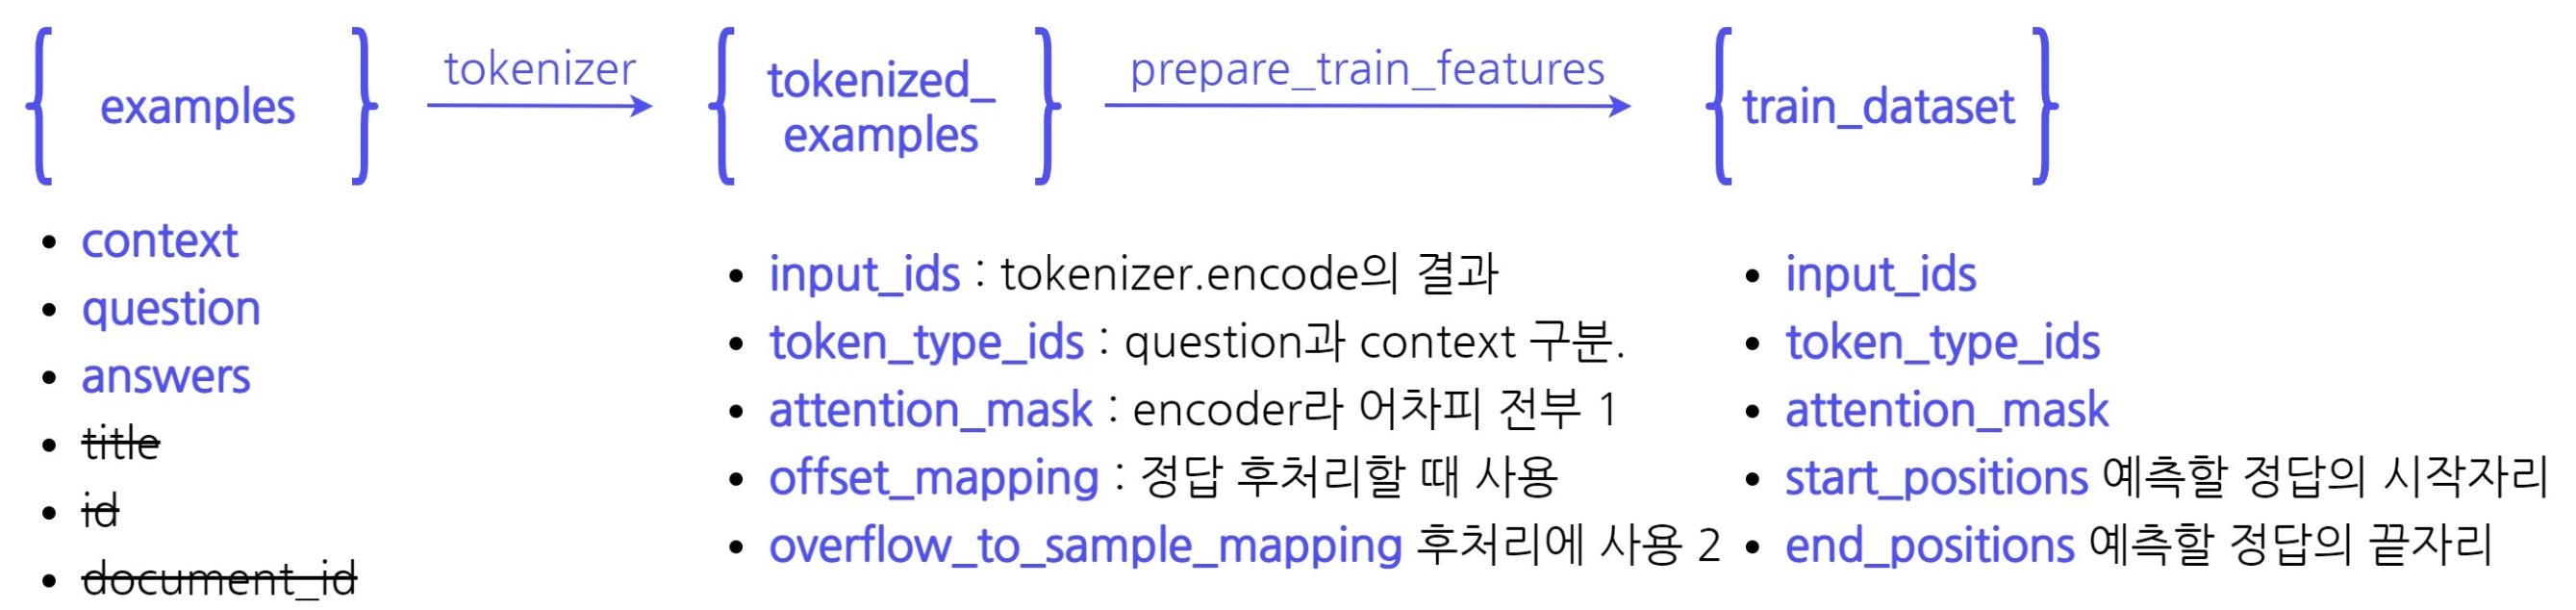 examples
tokenizer
tokenized_
examples
prepare_train_features
train_dataset
• context
• question
• answers
• title
• id
• document_id
• input_ids : tokenizer.encode의 결과
• token_type_ids : question과 context 구분.
• attention_mask : encoder라 어차피 전부 1
• offset_mapping : 정답 후처리할 때 사용
• overflow_to_sample_mapping 후처리에 사용 2
• input_ids
• token_type_ids
• attention_mask
• start_positions 예측할 정답의 시작자리
• end_positions 예측할 정답의 끝자리